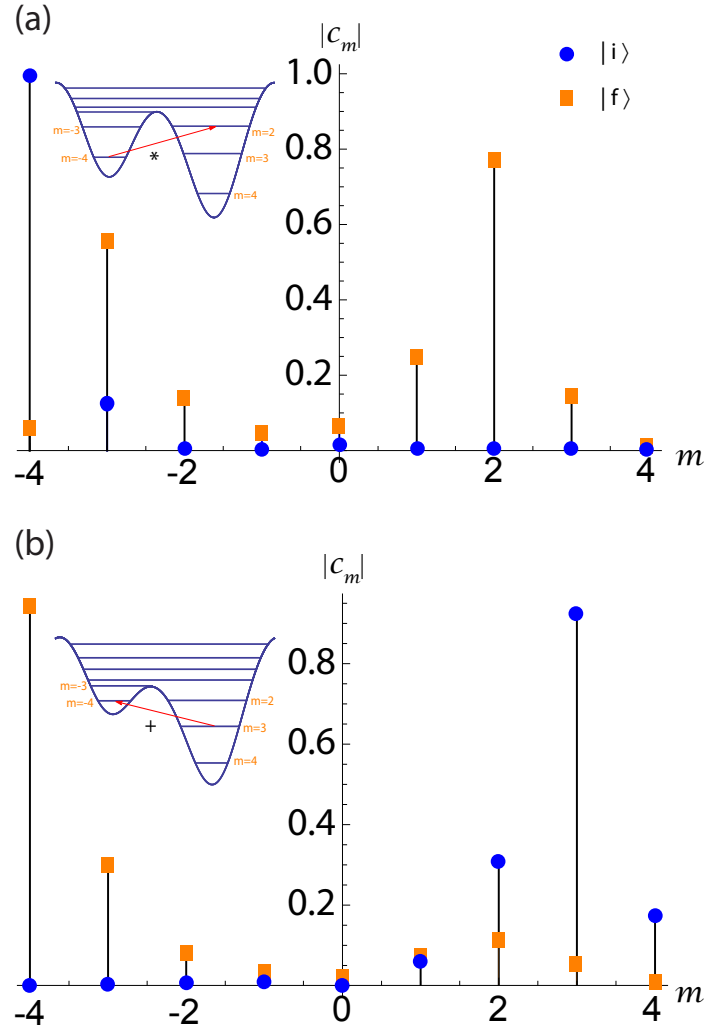 (a)
|c_m|
| i ⟩
| f ⟩
1.0
0.8
0.6
0.4
0.2
m=-3
m=-4
*
m=2
m=3
m=4
-4
-2
0
2
4
m
(b)
|c_m|
0.8
0.6
0.4
0.2
m=-3
m=-4
+
m=2
m=3
m=4
-4
-2
0
2
4
m